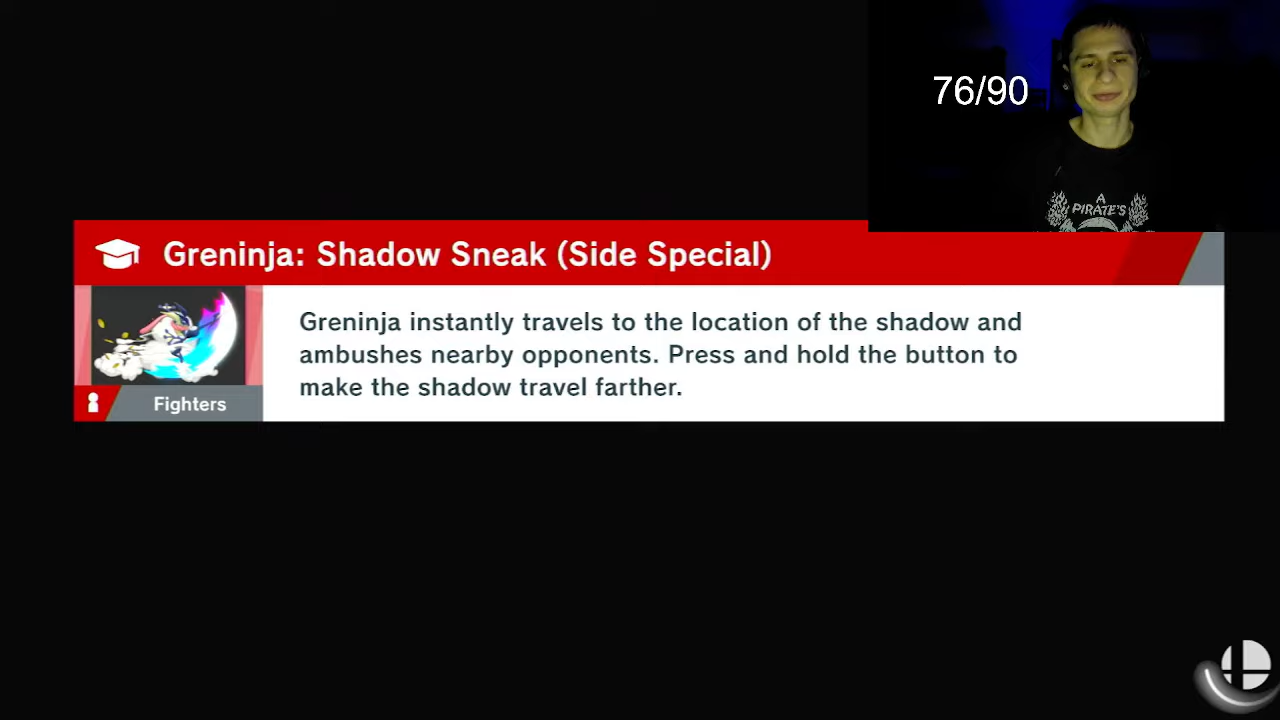 76/90
A
PIRATE'S
Greninja: Shadow Sneak (Side Special)
Greninja instantly travels to the location of the shadow and
ambushes nearby opponents. Press and hold the button to
make the shadow travel farther.
Fighters